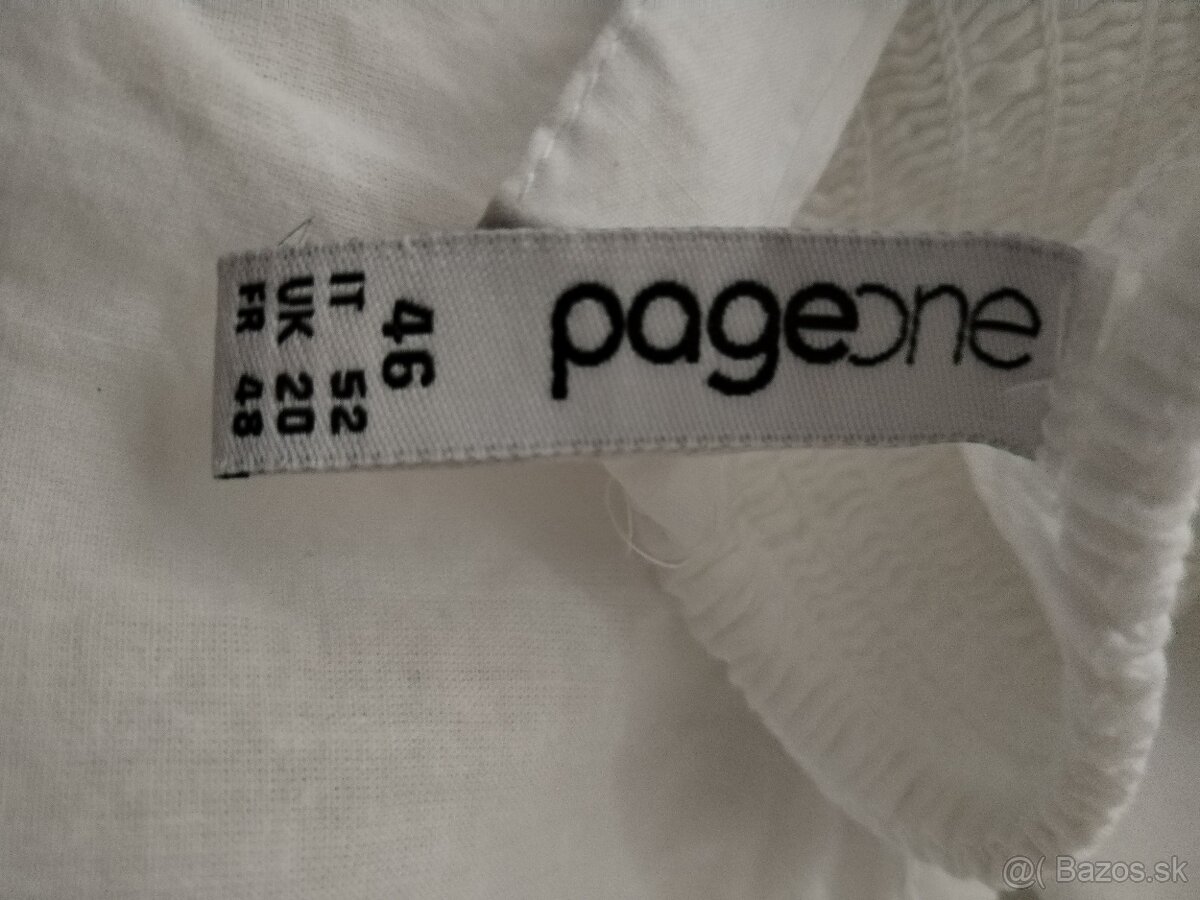 pageone
46
IT 52
UK 20
FR 48
@( Bazos.sk